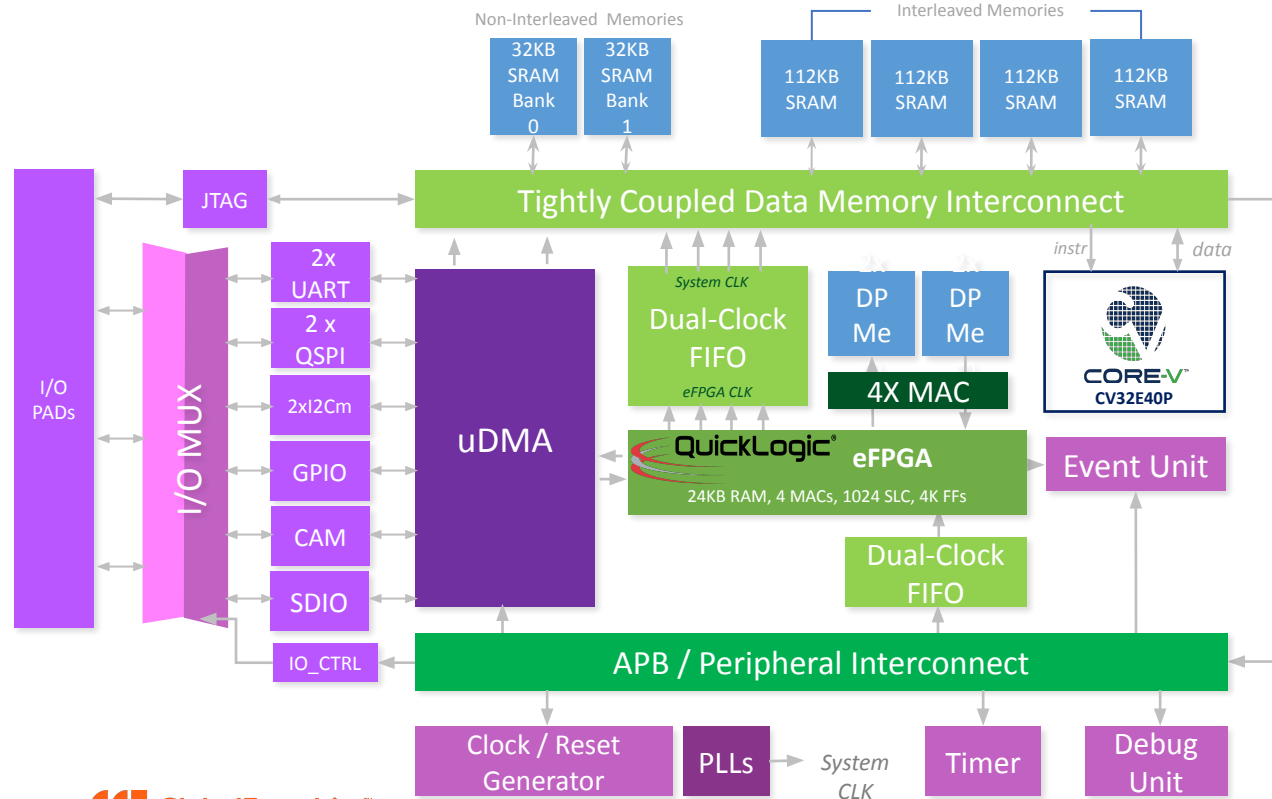 Non-Interleaved Memories
Interleaved Memories
32KB
SRAM
Bank
0
32KB
SRAM
Bank
1
112KB
SRAM
112KB
SRAM
112KB
SRAM
112KB
SRAM
JTAG
Tightly Coupled Data Memory Interconnect
instr
data
I/O
PADs
I/O MUX
2x
UART
2 x
QSPI
2xI2Cm
GPIO
CAM
SDIO
IO_CTRL
uDMA
System CLK
Dual-Clock
FIFO
eFPGA CLK
DP
Me
DP
Me
4X MAC
CORE-V™
CV32E40P
QuickLogic®
eFPGA
24KB RAM, 4 MACs, 1024 SLC, 4K FFs
Event Unit
Dual-Clock
FIFO
APB / Peripheral Interconnect
Clock / Reset
Generator
PLLs
System
CLK
Timer
Debug
Unit